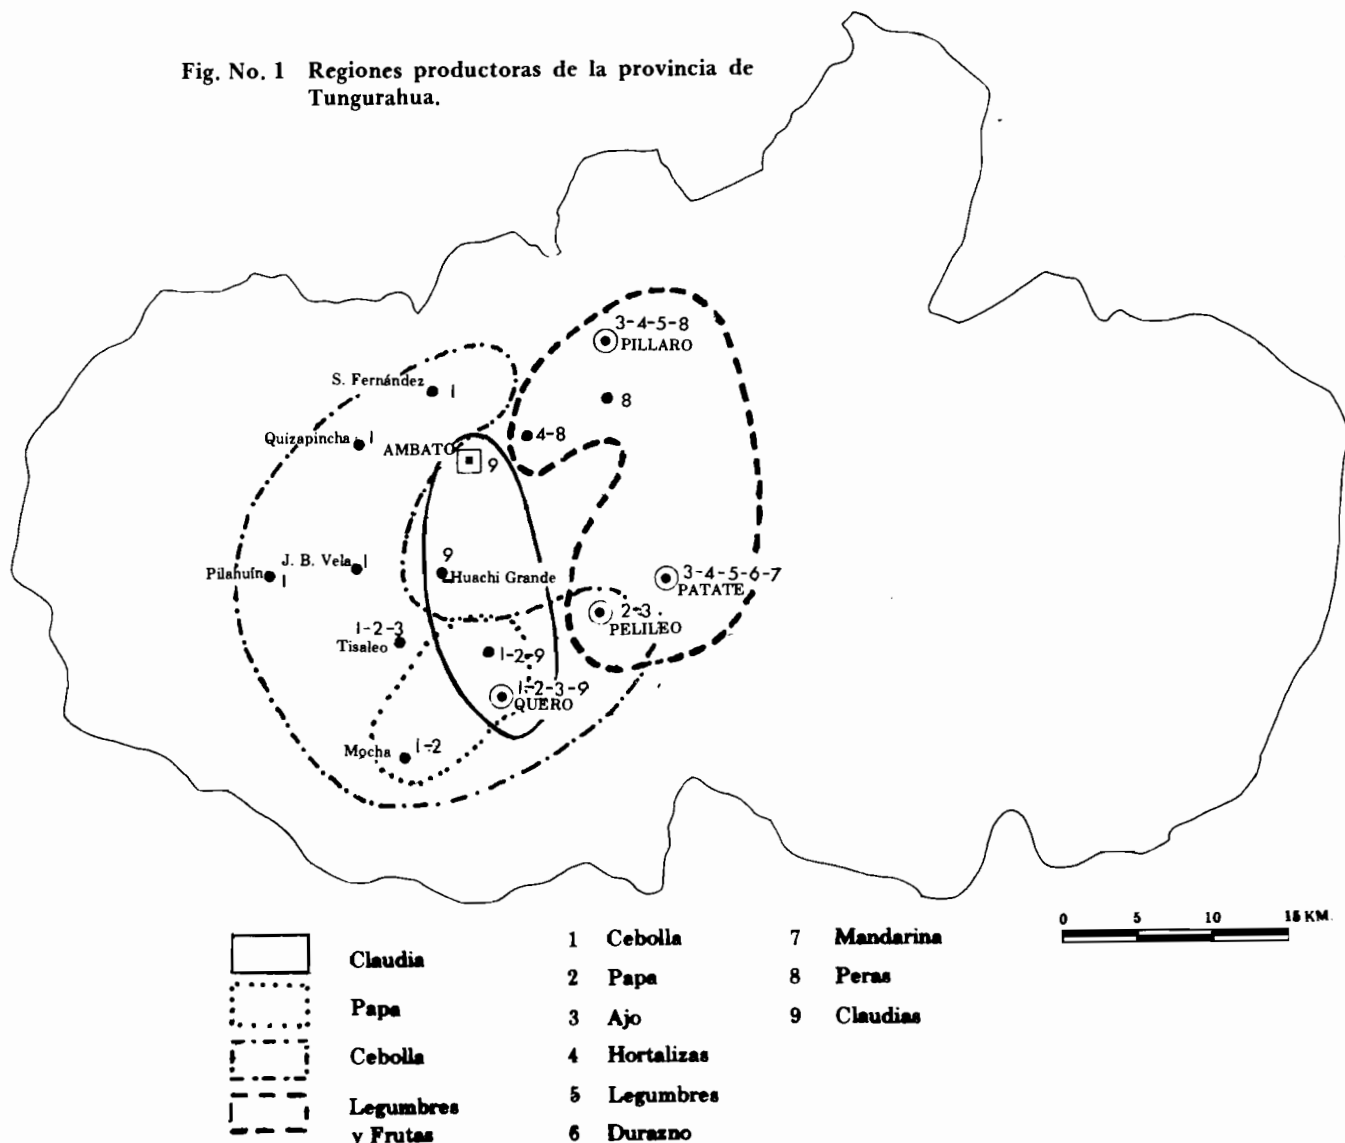 Fig. No. 1 Regiones productoras de la provincia de
Tungurahua.
3-4-5-8
PILLARO
S. Fernández
1
8
Quizapincha
1
4-8
AMBATO
9
9
Huachi Grande
J. B. Vela
1
Pilahuín
1
3-4-5-6-7
PATATE
2-3
PELILEO
1-2-3
Tisaleo
1-2-9
1-2-3-9
QUERO
Mocha
1-2
0 5 10 15 KM.
Claudia
Papa
Cebolla
Legumbres
y Frutas
1 Cebolla
2 Papa
3 Ajo
4 Hortalizas
5 Legumbres
6 Durazno
7 Mandarina
8 Peras
9 Claudias